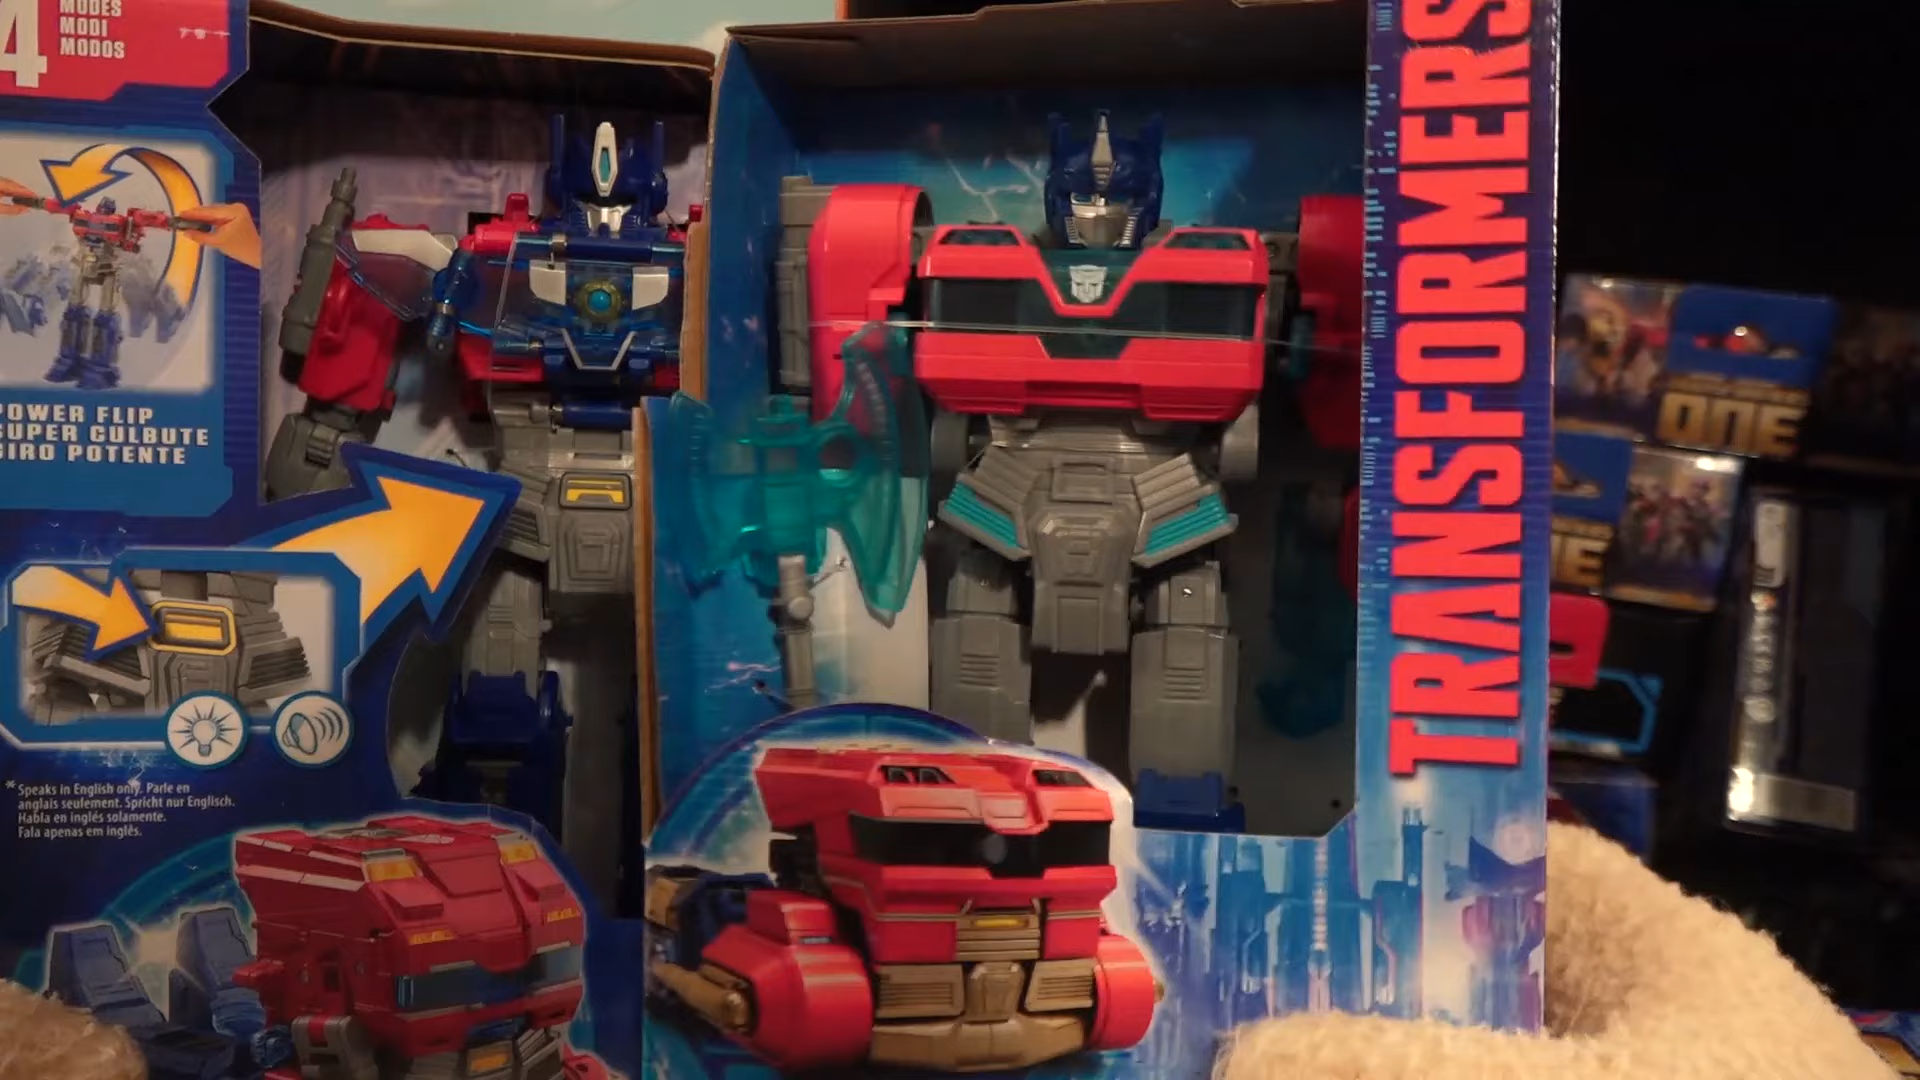 4
MODES
MODI
MODOS
POWER FLIP
SUPER CULBUTE
GIRO POTENTE
* Speaks in English only. Parle en
anglais seulement. Spricht nur Englisch.
Habla en inglés solamente.
Fala apenas em inglês.
TRANSFORMERS
ONE